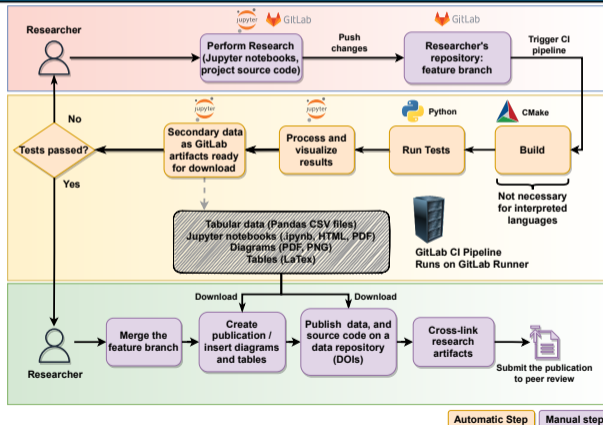 Researcher
jupyter
GitLab
Perform Research
(Jupyter notebooks,
project source code)
Push
changes
GitLab
Researcher's
repository:
feature branch
Trigger CI
pipeline
No
Tests passed?
Yes
jupyter
Secondary data
as GitLab
artifacts ready
for download
jupyter
Process and
visualize
results
Python
Run Tests
CMake
Build
Not necessary
for interpreted
languages
Tabular data (Pandas CSV files)
Jupyter notebooks (.ipynb, HTML, PDF)
Diagrams (PDF, PNG)
Tables (LaTex)
GitLab CI Pipeline
Runs on GitLab Runner
Download
Download
Researcher
Merge the
feature branch
Create
publication /
insert diagrams
and tables
Publish data, and
source code on a
data repository
(DOIs)
Cross-link
research
artifacts
Submit the publication
to peer review
Automatic Step
Manual step